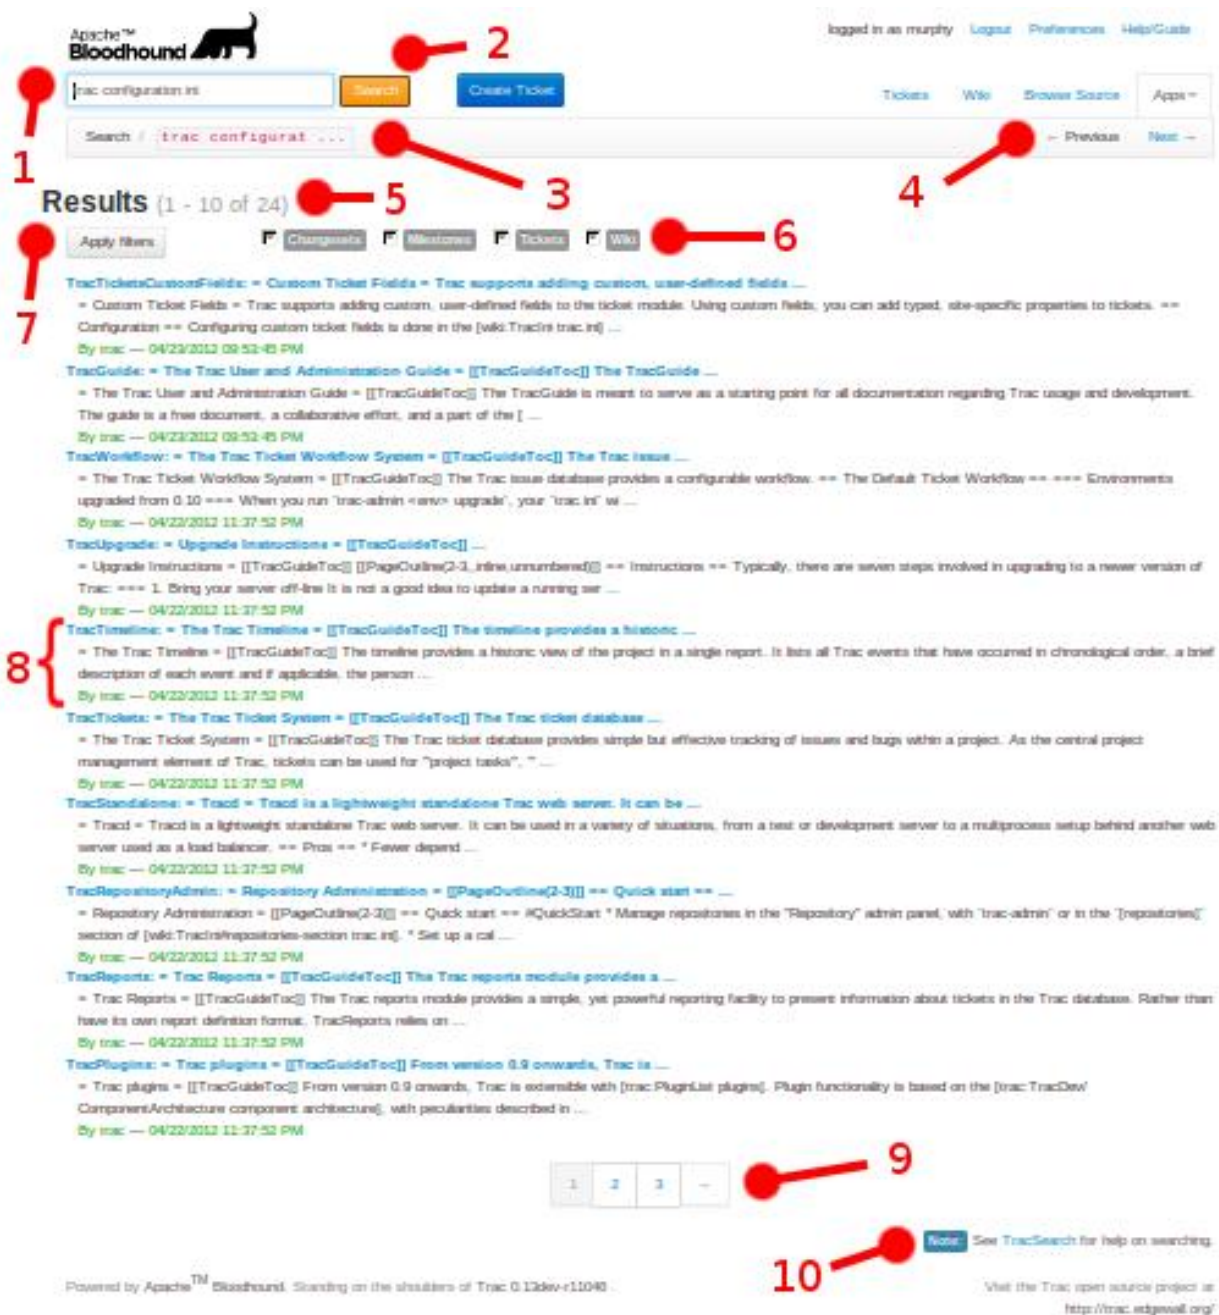 Apache™
Bloodhound
logged in as murphy Logout Preferences Help/Guide
2
trac configuration ini Search Create Ticket
Tickets Wiki Browse Source Apps
1
Search / trac configurat ...
← Previous Next →
3
4
Results (1 - 10 of 24)
5
Apply filters Changesets Milestones Tickets Wiki
6
7
TracTicketsCustomFields: = Custom Ticket Fields = Trac supports adding custom, user-defined fields ...
= Custom Ticket Fields = Trac supports adding custom, user-defined fields to the ticket module. Using custom fields, you can add typed, site-specific properties to tickets. ==
Configuration == Configuring custom ticket fields is done in the [wiki:TracIni trac.ini] ...
By trac — 04/23/2012 09:53:45 PM
TracGuide: = The Trac User and Administration Guide = [[TracGuideToc]] The TracGuide ...
= The Trac User and Administration Guide = [[TracGuideToc]] The TracGuide is meant to serve as a starting point for all documentation regarding Trac usage and development.
The guide is a free document, a collaborative effort, and a part of the [ ...
By trac — 04/23/2012 09:53:45 PM
TracWorkflow: = The Trac Ticket Workflow System = [[TracGuideToc]] The Trac issue ...
= The Trac Ticket Workflow System = [[TracGuideToc]] The Trac issue database provides a configurable workflow. == The Default Ticket Workflow == === Environments
upgraded from 0.10 === When you run `trac-admin <env> upgrade`, your `trac.ini` wi ...
By trac — 04/22/2012 11:37:52 PM
TracUpgrade: = Upgrade Instructions = [[TracGuideToc]] ...
= Upgrade Instructions = [[TracGuideToc]] [[PageOutline(2-3,,inline,unnumbered)]] == Instructions == Typically, there are seven steps involved in upgrading to a newer version of
Trac: === 1. Bring your server off-line It is not a good idea to update a running ser ...
By trac — 04/22/2012 11:37:52 PM
8
TracTimeline: = The Trac Timeline = [[TracGuideToc]] The timeline provides a historic ...
= The Trac Timeline = [[TracGuideToc]] The timeline provides a historic view of the project in a single report. It lists all Trac events that have occurred in chronological order, a brief
description of each event and if applicable, the person ...
By trac — 04/22/2012 11:37:52 PM
TracTickets: = The Trac Ticket System = [[TracGuideToc]] The Trac ticket database ...
= The Trac Ticket System = [[TracGuideToc]] The Trac ticket database provides simple but effective tracking of issues and bugs within a project. As the central project
management element of Trac, tickets can be used for '''project tasks''', '' ...
By trac — 04/22/2012 11:37:52 PM
TracStandalone: = Tracd = Tracd is a lightweight standalone Trac web server. It can be ...
= Tracd = Tracd is a lightweight standalone Trac web server. It can be used in a variety of situations, from a test or development server to a multiprocess setup behind another web
server used as a load balancer. == Pros == * Fewer depend ...
By trac — 04/22/2012 11:37:52 PM
TracRepositoryAdmin: = Repository Administration = [[PageOutline(2-3)]] == Quick start == ...
= Repository Administration = [[PageOutline(2-3)]] == Quick start == #QuickStart * Manage repositories in the "Repository" admin panel, with `trac-admin` or in the `[repositories]`
section of [wiki:TracIni#repositories-section trac.ini]. * Set up a cal ...
By trac — 04/22/2012 11:37:52 PM
TracReports: = Trac Reports = [[TracGuideToc]] The Trac reports module provides a ...
= Trac Reports = [[TracGuideToc]] The Trac reports module provides a simple, yet powerful reporting facility to present information about tickets in the Trac database. Rather than
have its own report definition format, TracReports relies on ...
By trac — 04/22/2012 11:37:52 PM
TracPlugins: = Trac plugins = [[TracGuideToc]] From version 0.9 onwards, Trac is ...
= Trac plugins = [[TracGuideToc]] From version 0.9 onwards, Trac is extensible with [trac:PluginList plugins]. Plugin functionality is based on the [trac:TracDev/
ComponentArchitecture component architecture], with peculiarities described in ...
By trac — 04/22/2012 11:37:52 PM
1 2 3 →
9
Note: See TracSearch for help on searching.
10
Powered by Apache™ Bloodhound. Standing on the shoulders of Trac 0.13dev-r11040 .
Visit the Trac open source project at
http://trac.edgewall.org/